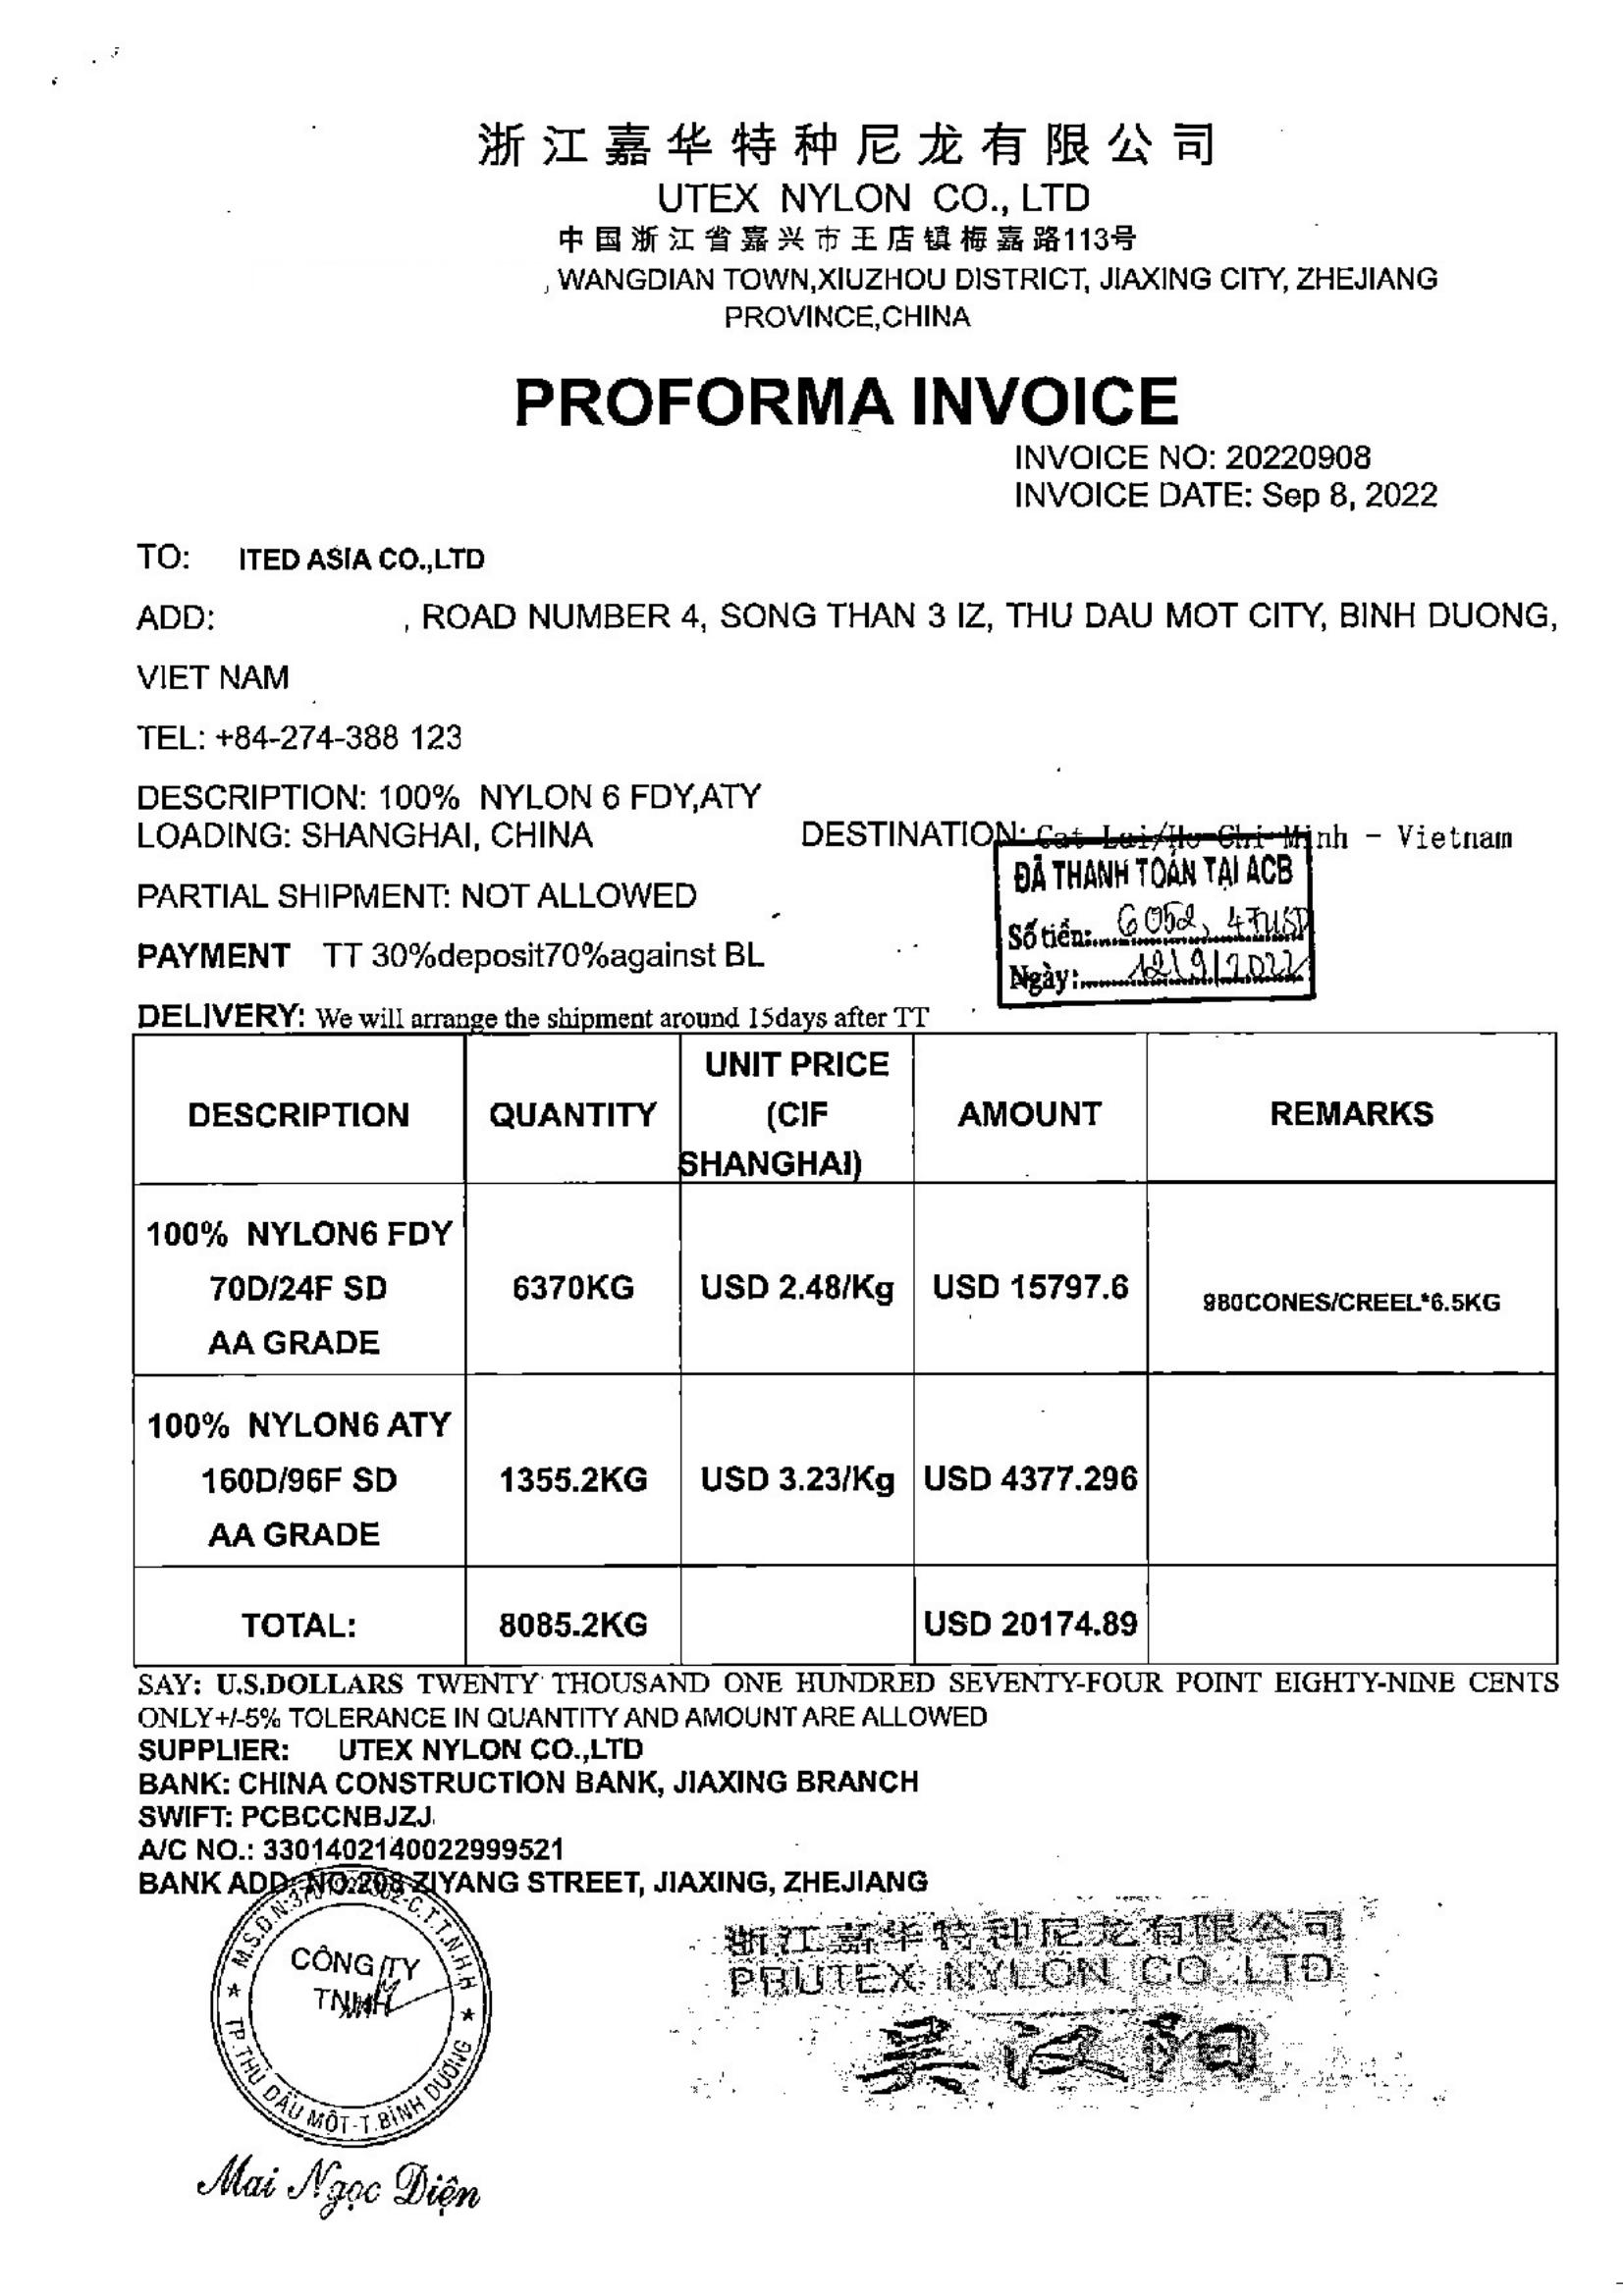 浙江嘉华特种尼龙有限公司
UTEX NYLON CO., LTD
中国浙江省嘉兴市王店镇梅嘉路113号
, WANGDIAN TOWN,XIUZHOU DISTRICT, JIAXING CITY, ZHEJIANG
PROVINCE,CHINA
PROFORMA INVOICE
INVOICE NO: 20220908
INVOICE DATE: Sep 8, 2022
TO: ITED ASIA CO.,LTD
ADD: , ROAD NUMBER 4, SONG THAN 3 IZ, THU DAU MOT CITY, BINH DUONG,
VIET NAM
TEL: +84-274-388 123
DESCRIPTION: 100% NYLON 6 FDY,ATY
LOADING: SHANGHAI, CHINA DESTINATION: Cat Lai/Ho Chi Minh - Vietnam
ĐÃ THANH TOÁN TẠI ACB
Số tiền: 6052,47USD
Ngày: 12/9/2022
PARTIAL SHIPMENT: NOT ALLOWED
PAYMENT TT 30%deposit70%against BL
DELIVERY: We will arrange the shipment around 15days after TT
DESCRIPTION QUANTITY UNIT PRICE (CIF SHANGHAI) AMOUNT REMARKS
100% NYLON6 FDY
70D/24F SD 6370KG USD 2.48/Kg USD 15797.6 980CONES/CREEL*6.5KG
AA GRADE
100% NYLON6 ATY
160D/96F SD 1355.2KG USD 3.23/Kg USD 4377.296
AA GRADE
TOTAL: 8085.2KG USD 20174.89
SAY: U.S.DOLLARS TWENTY THOUSAND ONE HUNDRED SEVENTY-FOUR POINT EIGHTY-NINE CENTS
ONLY+/-5% TOLERANCE IN QUANTITY AND AMOUNT ARE ALLOWED
SUPPLIER: UTEX NYLON CO.,LTD
BANK: CHINA CONSTRUCTION BANK, JIAXING BRANCH
SWIFT: PCBCCNBJZJ
A/C NO.: 3301402140022999521
BANK ADD: NO.208 ZIYANG STREET, JIAXING, ZHEJIANG
CÔNG TY
TNHH
TP.THỦ DẦU MỘT-T.BÌNH DƯƠNG
Mai Ngọc Diện
浙江嘉华特种尼龙有限公司
PRUTEX NYLON CO.,LTD